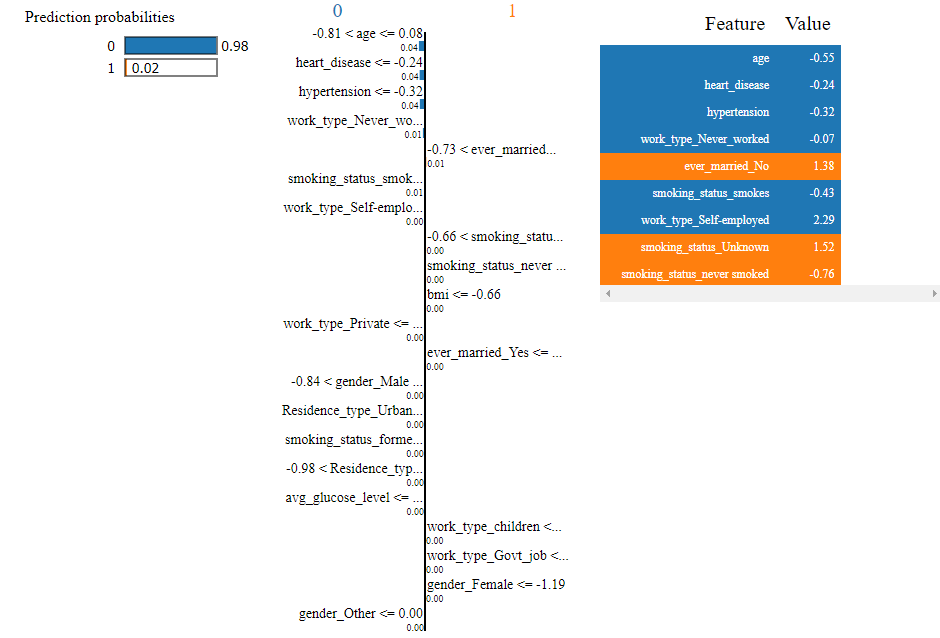 Prediction probabilities
0 0.98
1 0.02
0 1
-0.81 < age <= 0.08
0.04
heart_disease <= -0.24
0.04
hypertension <= -0.32
0.04
work_type_Never_wo...
0.01
-0.73 < ever_married...
0.01
smoking_status_smok...
0.01
work_type_Self-emplo...
0.00
-0.66 < smoking_statu...
0.00
smoking_status_never ...
0.00
bmi <= -0.66
0.00
work_type_Private <= ...
0.00
ever_married_Yes <= ...
0.00
-0.84 < gender_Male ...
0.00
Residence_type_Urban...
0.00
smoking_status_forme...
0.00
-0.98 < Residence_typ...
0.00
avg_glucose_level <= ...
0.00
work_type_children <...
0.00
work_type_Govt_job <...
0.00
gender_Female <= -1.19
0.00
gender_Other <= 0.00
0.00
Feature Value
age -0.55
heart_disease -0.24
hypertension -0.32
work_type_Never_worked -0.07
ever_married_No 1.38
smoking_status_smokes -0.43
work_type_Self-employed 2.29
smoking_status_Unknown 1.52
smoking_status_never smoked -0.76